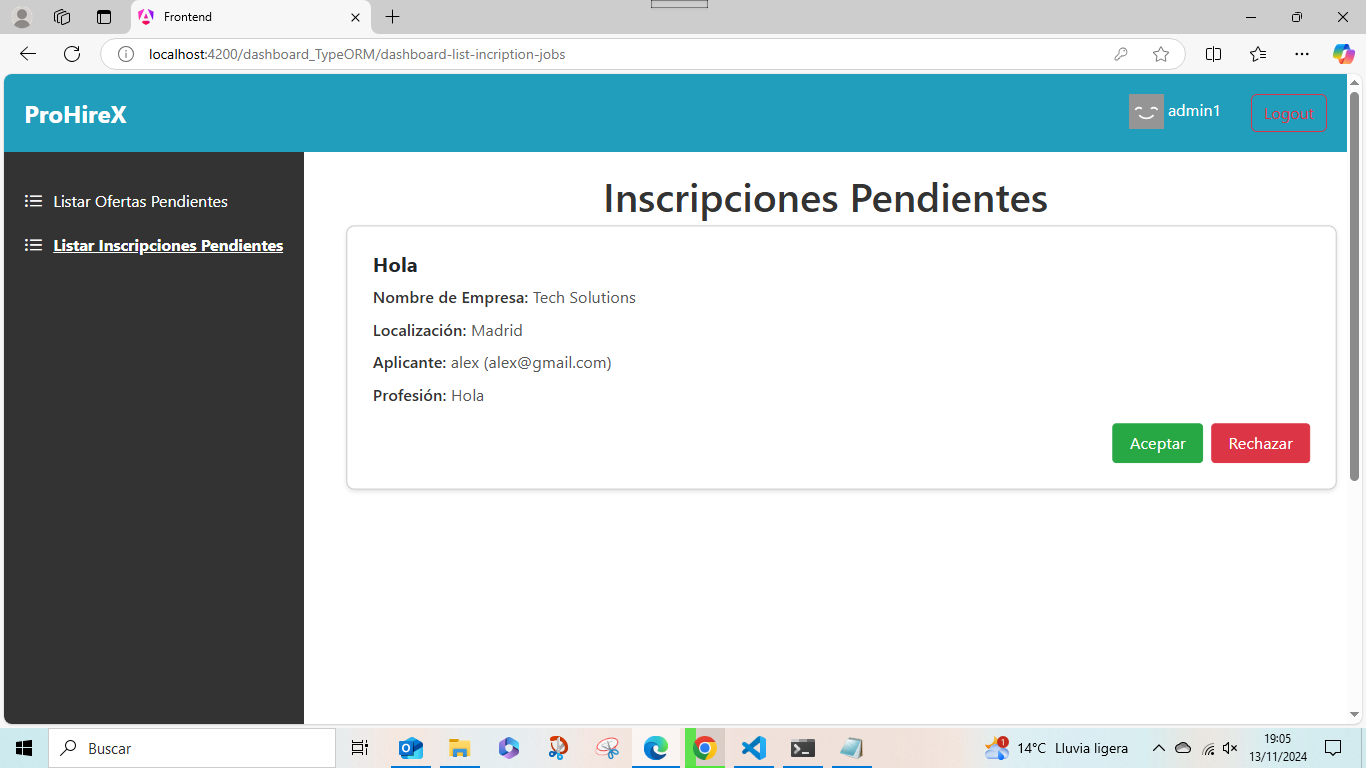 Frontend
localhost:4200/dashboard_TypeORM/dashboard-list-incription-jobs
ProHireX
admin1
Logout
Listar Ofertas Pendientes
Listar Inscripciones Pendientes
Inscripciones Pendientes
Hola
Nombre de Empresa: Tech Solutions
Localización: Madrid
Aplicante: alex (alex@gmail.com)
Profesión: Hola
Aceptar Rechazar
Buscar
1
14°C Lluvia ligera
19:05
13/11/2024